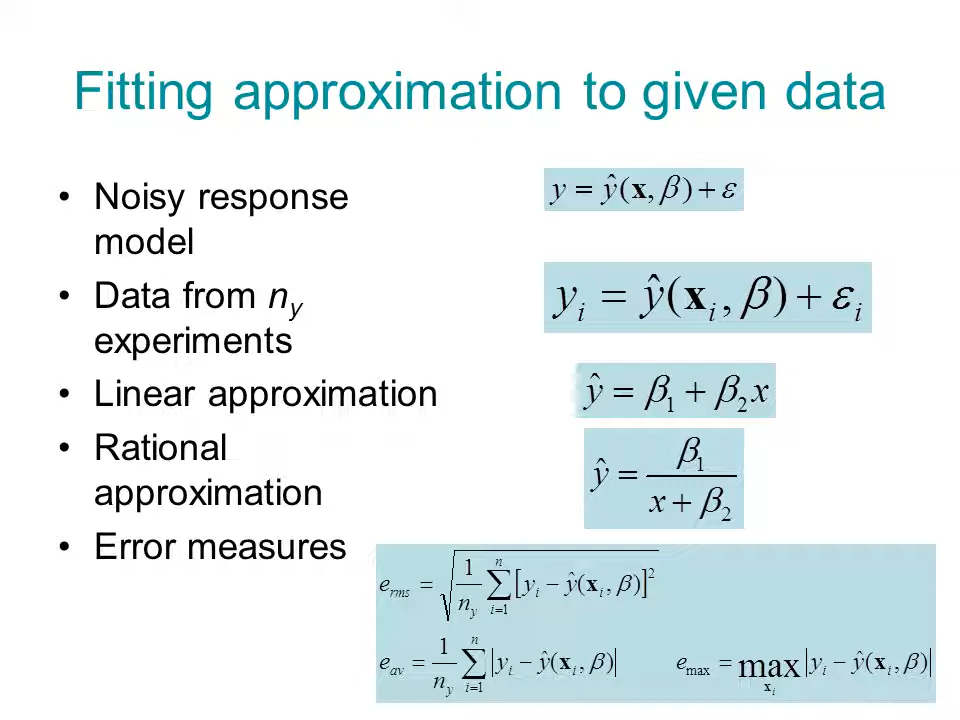 Fitting approximation to given data
• Noisy response
model
y = ŷ(x, β) + ε
• Data from n_y
experiments
y_i = ŷ(x_i, β) + ε_i
• Linear approximation
ŷ = β_1 + β_2 x
• Rational
approximation
ŷ = β_1 / (x + β_2)
• Error measures
e_rms = √( 1/n_y ∑_{i=1}^{n} [y_i − ŷ(x_i, β)]^2 )
e_av = 1/n_y ∑_{i=1}^{n} |y_i − ŷ(x_i, β)| e_max = max_{x_i} |y_i − ŷ(x_i, β)|